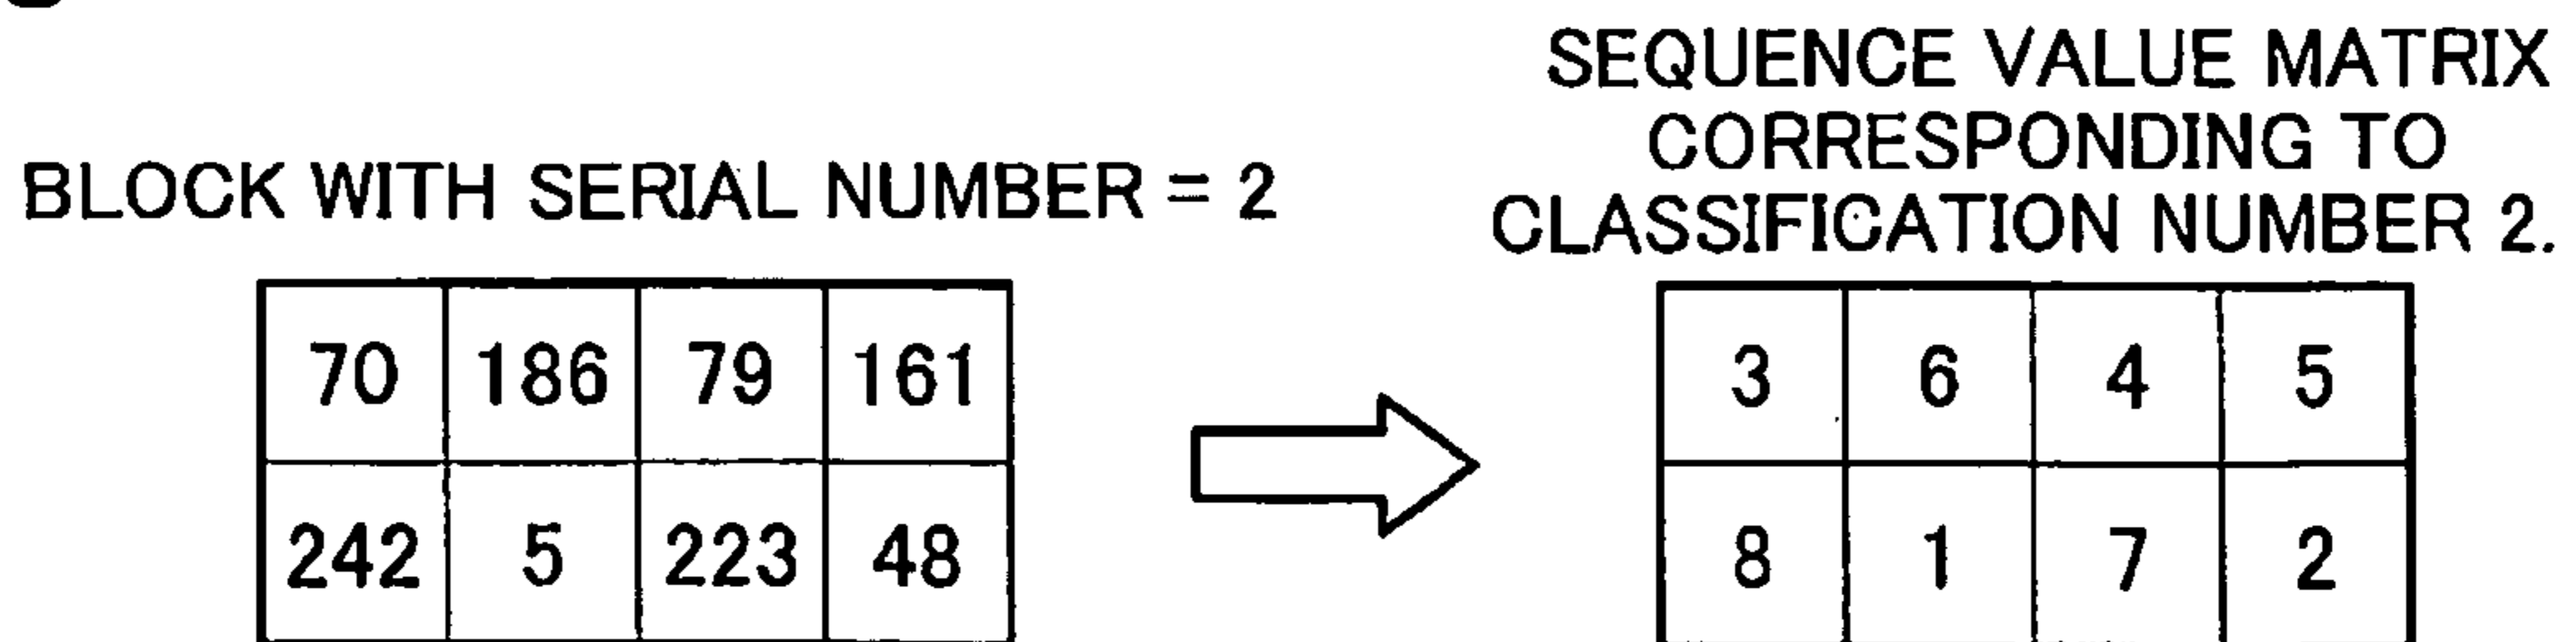 BLOCK WITH SERIAL NUMBER = 2
70 186 79 161
242 5 223 48
SEQUENCE VALUE MATRIX
CORRESPONDING TO
CLASSIFICATION NUMBER 2.
3 6 4 5
8 1 7 2